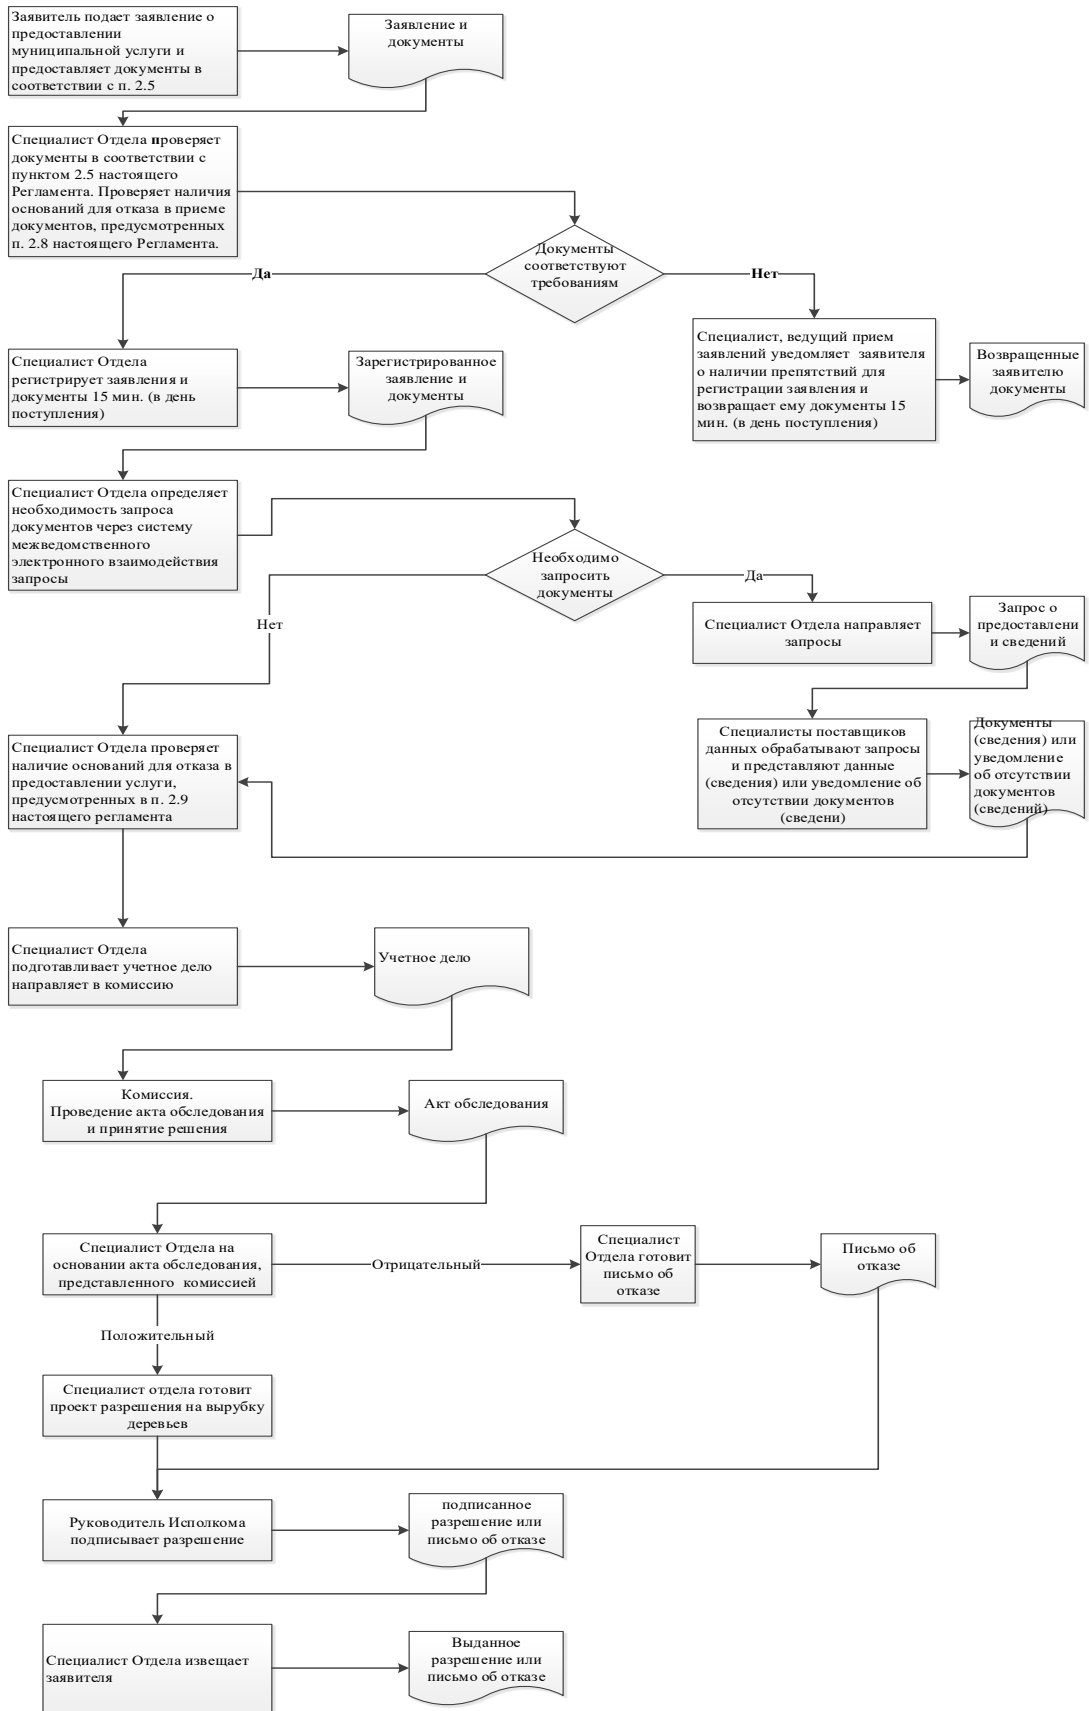 Заявитель подает заявление о
предоставлении
муниципальной услуги и
предоставляет документы в
соответствии с п. 2.5
Заявление и
документы
Специалист Отдела проверяет
документы в соответствии с
пунктом 2.5 настоящего
Регламента. Проверяет наличия
оснований для отказа в приеме
документов, предусмотренных
п. 2.8 настоящего Регламента.
Документы
соответствуют
требованиям
Да
Нет
Специалист Отдела
регистрирует заявления и
документы 15 мин. (в день
поступления)
Зарегистрированное
заявление и
документы
Специалист, ведущий прием
заявлений уведомляет заявителя
о наличии препятствий для
регистрации заявления и
возвращает ему документы 15
мин. (в день поступления)
Возвращенные
заявителю
документы
Специалист Отдела определяет
необходимость запроса
документов через систему
межведомственного
электронного взаимодействия
запросы
Необходимо
запросить
документы
Да
Нет
Специалист Отдела направляет
запросы
Запрос о
предоставлени
и сведений
Специалист Отдела проверяет
наличие оснований для отказа в
предоставлении услуги,
предусмотренных в п. 2.9
настоящего регламента
Специалисты поставщиков
данных обрабатывают запросы
и представляют данные
(сведения) или уведомление об
отсутствии документов
(сведени)
Документы
(сведения) или
уведомление
об отсутствии
документов
(сведений)
Специалист Отдела
подготавливает учетное дело
направляет в комиссию
Учетное дело
Комиссия.
Проведение акта обследования
и принятие решения
Акт обследования
Специалист Отдела на
основании акта обследования,
представленного комиссией
Отрицательный
Специалист
Отдела готовит
письмо об
отказе
Письмо об
отказе
Положительный
Специалист отдела готовит
проект разрешения на вырубку
деревьев
Руководитель Исполкома
подписывает разрешение
подписанное
разрешение или
письмо об отказе
Специалист Отдела извещает
заявителя
Выданное
разрешение или
письмо об отказе